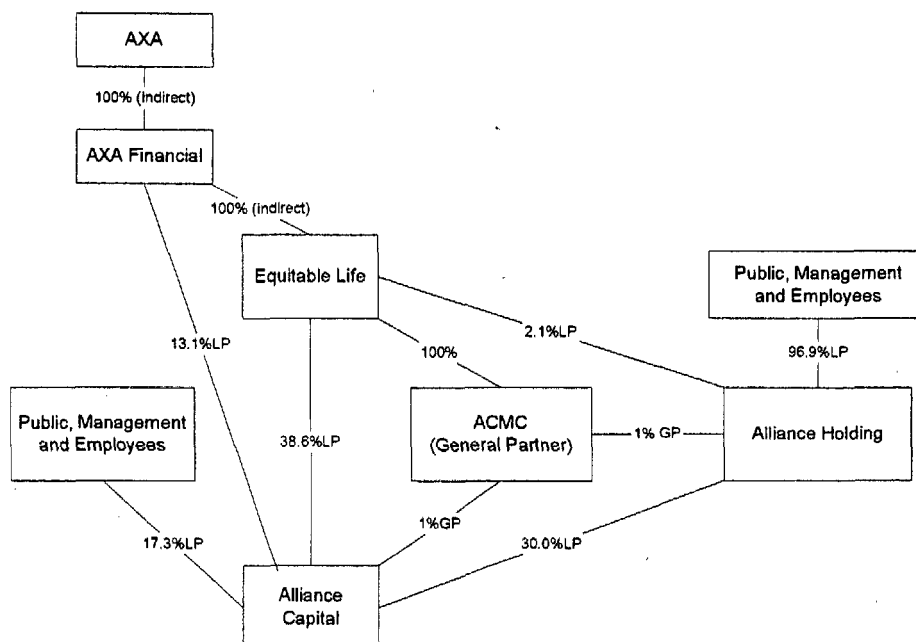 AXA
100% (Indirect)
AXA Financial
100% (Indirect)
Equitable Life
Public, Management
and Employees
13.1%LP
2.1%LP
100%
96.9%LP
Public, Management
and Employees
38.6%LP
ACMC
(General Partner)
1% GP
Alliance Holding
1%GP
17.3%LP
30.0%LP
Alliance
Capital